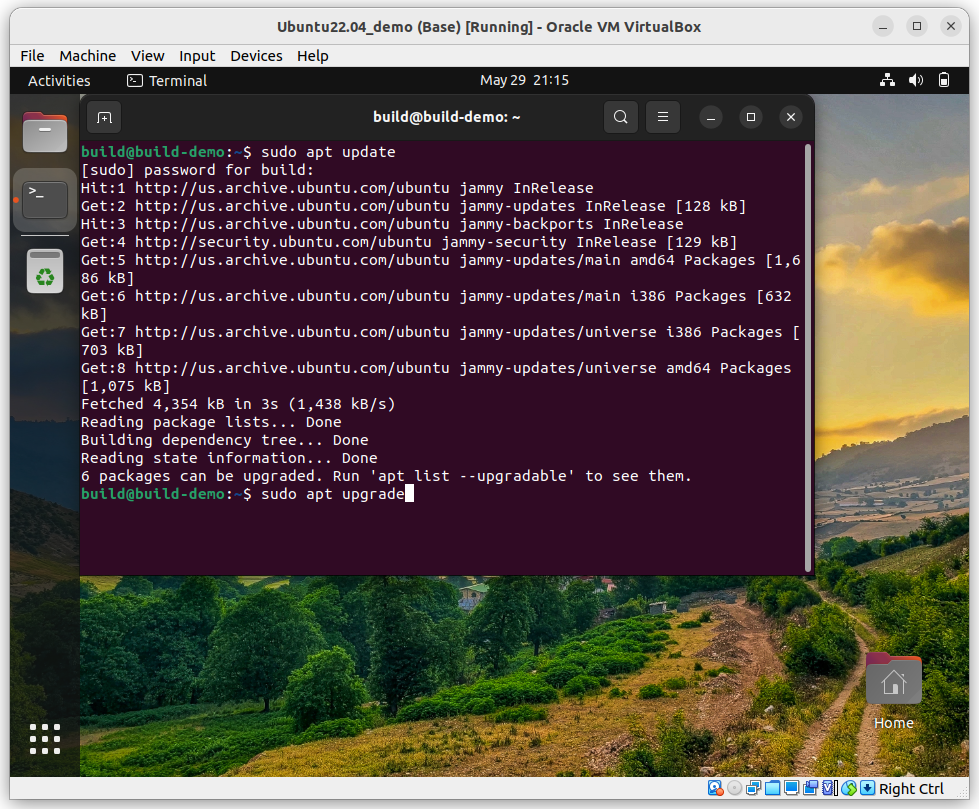 Ubuntu22.04_demo (Base) [Running] - Oracle VM VirtualBox
File Machine View Input Devices Help
Activities Terminal May 29 21:15
build@build-demo: ~
build@build-demo:~$ sudo apt update
[sudo] password for build:
Hit:1 http://us.archive.ubuntu.com/ubuntu jammy InRelease
Get:2 http://us.archive.ubuntu.com/ubuntu jammy-updates InRelease [128 kB]
Hit:3 http://us.archive.ubuntu.com/ubuntu jammy-backports InRelease
Get:4 http://security.ubuntu.com/ubuntu jammy-security InRelease [129 kB]
Get:5 http://us.archive.ubuntu.com/ubuntu jammy-updates/main amd64 Packages [1,6
86 kB]
Get:6 http://us.archive.ubuntu.com/ubuntu jammy-updates/main i386 Packages [632
kB]
Get:7 http://us.archive.ubuntu.com/ubuntu jammy-updates/universe i386 Packages [
703 kB]
Get:8 http://us.archive.ubuntu.com/ubuntu jammy-updates/universe amd64 Packages
[1,075 kB]
Fetched 4,354 kB in 3s (1,438 kB/s)
Reading package lists... Done
Building dependency tree... Done
Reading state information... Done
6 packages can be upgraded. Run 'apt list --upgradable' to see them.
build@build-demo:~$ sudo apt upgrade
Home
Right Ctrl